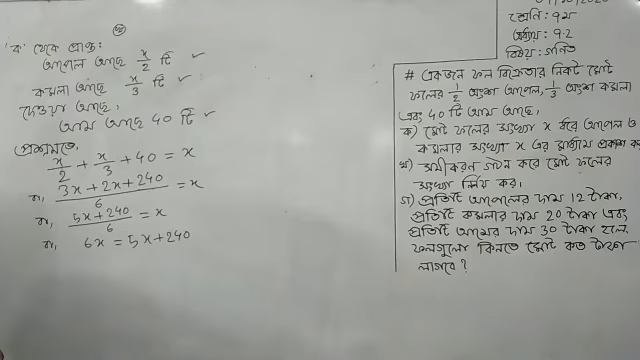 খ
'ক' থেকে প্রাপ্ত:
আপেল আছে x/2 টি ✓
কমলা আছে x/3 টি ✓
দেওয়া আছে,
আম আছে 40 টি ✓
প্রশ্নমতে,
x/2 + x/3 + 40 = x
বা, (3x + 2x + 240)/6 = x
বা, (5x + 240)/6 = x
বা, 6x = 5x + 240
শ্রেণি: ৭ম
অধ্যায়: ৭.২
বিষয়: গণিত
# একজন ফল বিক্রেতার নিকট মোট
ফলের 1/2 অংশ আপেল, 1/3 অংশ কমলা
এবং 40 টি আম আছে।
ক) মোট ফলের সংখ্যা x ধরে আপেল ও
কমলার সংখ্যা x এর মাধ্যমে প্রকাশ কর
খ) সমীকরণ গঠন করে মোট ফলের
সংখ্যা নির্ণয় কর।
গ) প্রতিটি আপেলের দাম 12 টাকা,
প্রতিটি কমলার দাম 20 টাকা এবং
প্রতিটি আমের দাম 30 টাকা হলে,
ফলগুলো কিনতে মোট কত টাকা
লাগবে?